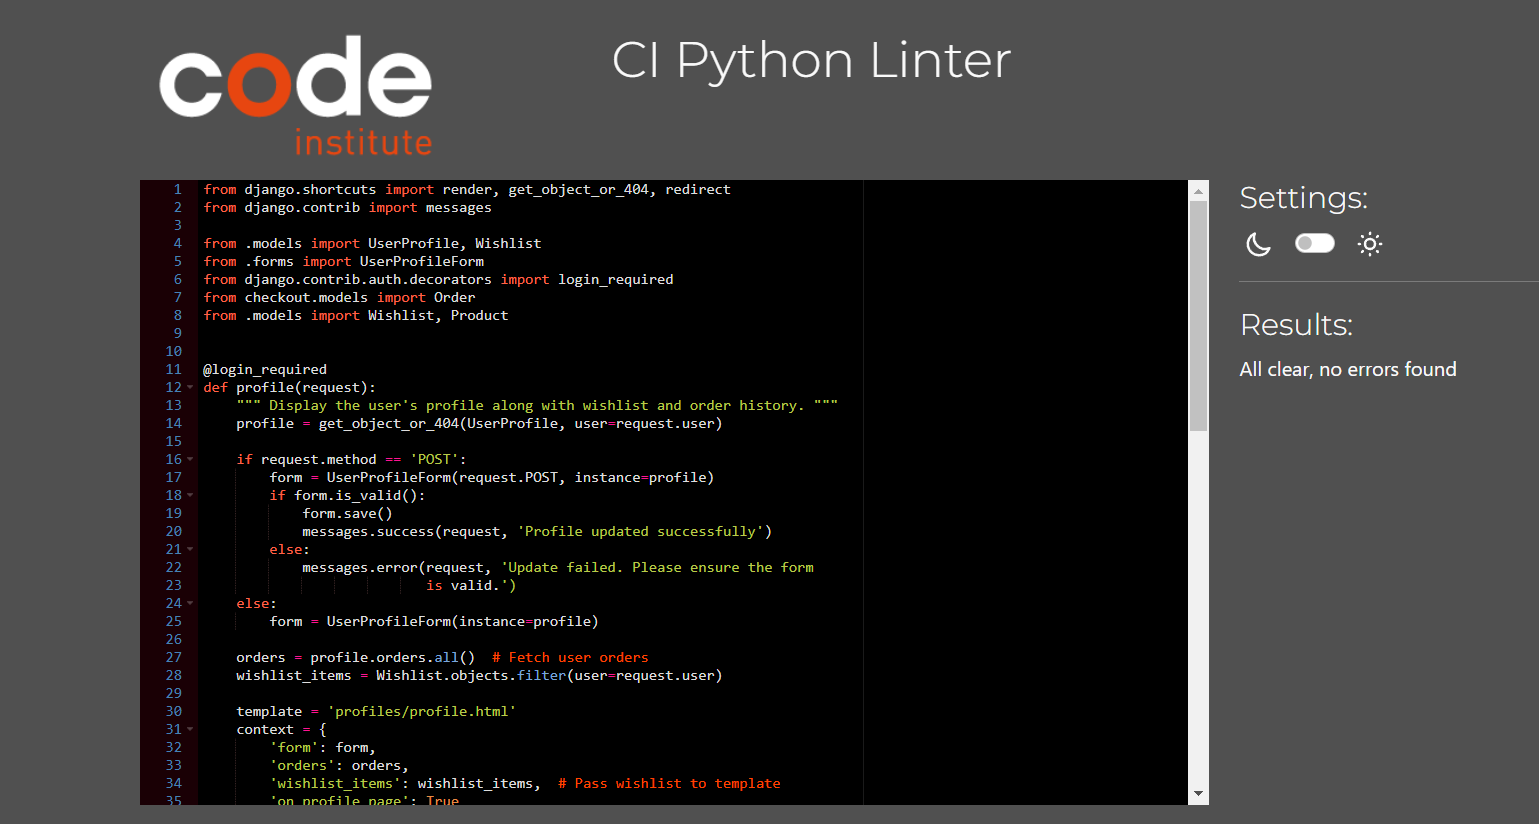 code
institute
CI Python Linter
1 from django.shortcuts import render, get_object_or_404, redirect
2 from django.contrib import messages
3
4 from .models import UserProfile, Wishlist
5 from .forms import UserProfileForm
6 from django.contrib.auth.decorators import login_required
7 from checkout.models import Order
8 from .models import Wishlist, Product
9
10
11 @login_required
12 def profile(request):
13     """ Display the user's profile along with wishlist and order history. """
14     profile = get_object_or_404(UserProfile, user=request.user)
15
16     if request.method == 'POST':
17         form = UserProfileForm(request.POST, instance=profile)
18         if form.is_valid():
19             form.save()
20             messages.success(request, 'Profile updated successfully')
21         else:
22             messages.error(request, 'Update failed. Please ensure the form
23                            is valid.')
24     else:
25         form = UserProfileForm(instance=profile)
26
27     orders = profile.orders.all()  # Fetch user orders
28     wishlist_items = Wishlist.objects.filter(user=request.user)
29
30     template = 'profiles/profile.html'
31     context = {
32         'form': form,
33         'orders': orders,
34         'wishlist_items': wishlist_items,  # Pass wishlist to template
35         'on_profile_page': True
Settings:
Results:
All clear, no errors found